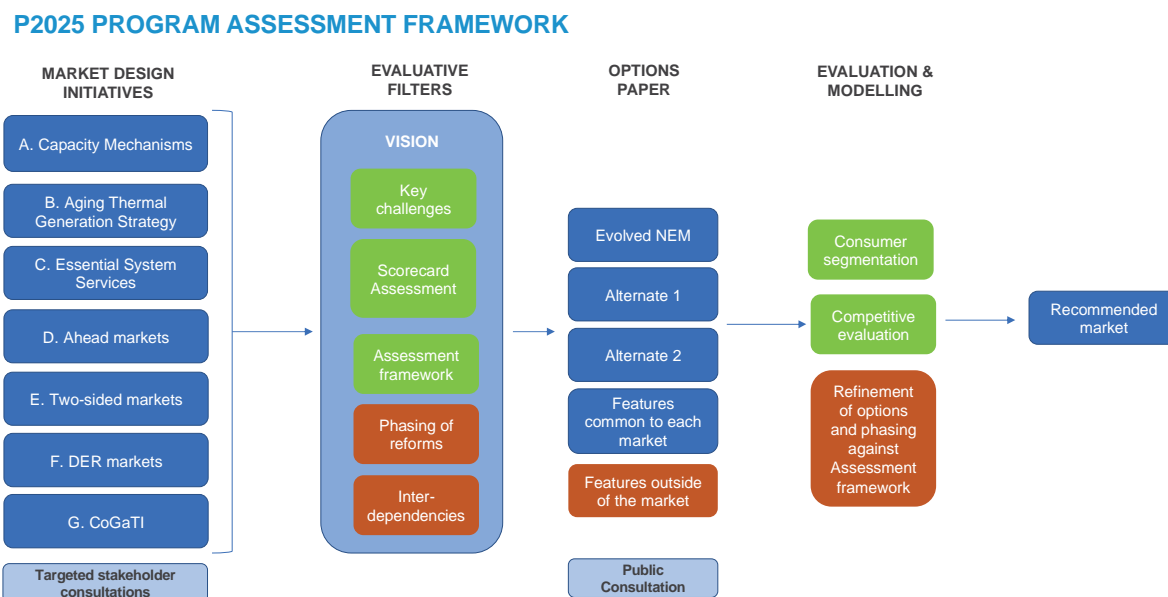 P2025 PROGRAM ASSESSMENT FRAMEWORK
MARKET DESIGN
INITIATIVES
A. Capacity Mechanisms
B. Aging Thermal
Generation Strategy
C. Essential System
Services
D. Ahead markets
E. Two-sided markets
F. DER markets
G. CoGaTI
Targeted stakeholder
consultations
EVALUATIVE
FILTERS
VISION
Key
challenges
Scorecard
Assessment
Assessment
framework
Phasing of
reforms
Inter-
dependencies
OPTIONS
PAPER
Evolved NEM
Alternate 1
Alternate 2
Features
common to each
market
Features outside
of the market
Public
Consultation
EVALUATION &
MODELLING
Consumer
segmentation
Competitive
evaluation
Refinement
of options
and phasing
against
Assessment
framework
Recommended
market